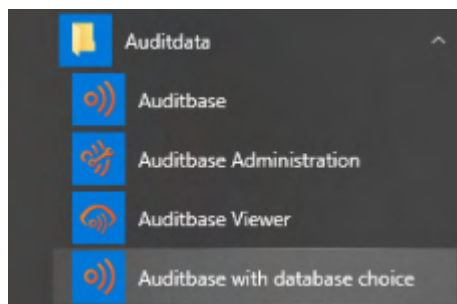 Auditdata
Auditbase
Auditbase Administration
Auditbase Viewer
Auditbase with database choice